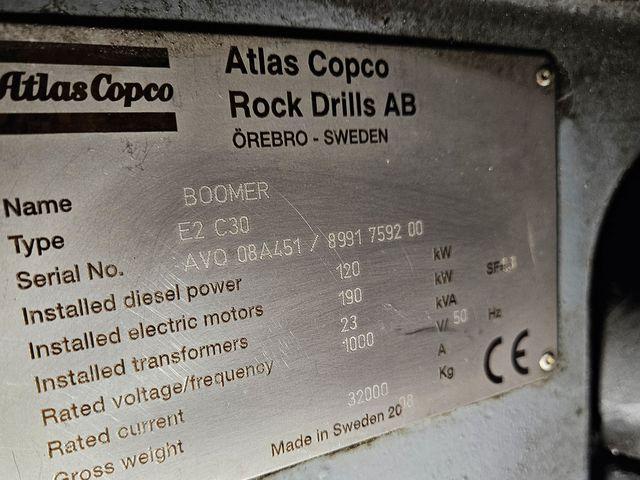 Atlas Copco
Atlas Copco
Rock Drills AB
ÖREBRO - SWEDEN
Name BOOMER
Type E2 C30
Serial No. AVO 08A451 / 8991 7592 00
Installed diesel power 120 kW
Installed electric motors 190 kW
Installed transformers 23 kVA
Rated voltage/frequency 1000 V/ 50 Hz
Rated current A
Gross weight 32000 Kg
Made in Sweden 2008
CE